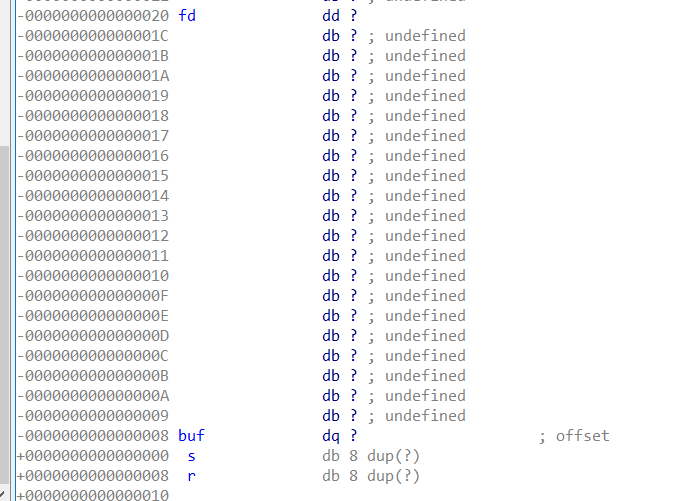 -0000000000000020 fd dd ?
-000000000000001C db ? ; undefined
-000000000000001B db ? ; undefined
-000000000000001A db ? ; undefined
-0000000000000019 db ? ; undefined
-0000000000000018 db ? ; undefined
-0000000000000017 db ? ; undefined
-0000000000000016 db ? ; undefined
-0000000000000015 db ? ; undefined
-0000000000000014 db ? ; undefined
-0000000000000013 db ? ; undefined
-0000000000000012 db ? ; undefined
-0000000000000011 db ? ; undefined
-0000000000000010 db ? ; undefined
-000000000000000F db ? ; undefined
-000000000000000E db ? ; undefined
-000000000000000D db ? ; undefined
-000000000000000C db ? ; undefined
-000000000000000B db ? ; undefined
-000000000000000A db ? ; undefined
-0000000000000009 db ? ; undefined
-0000000000000008 buf dq ? ; offset
+0000000000000000 s db 8 dup(?)
+0000000000000008 r db 8 dup(?)
+0000000000000010